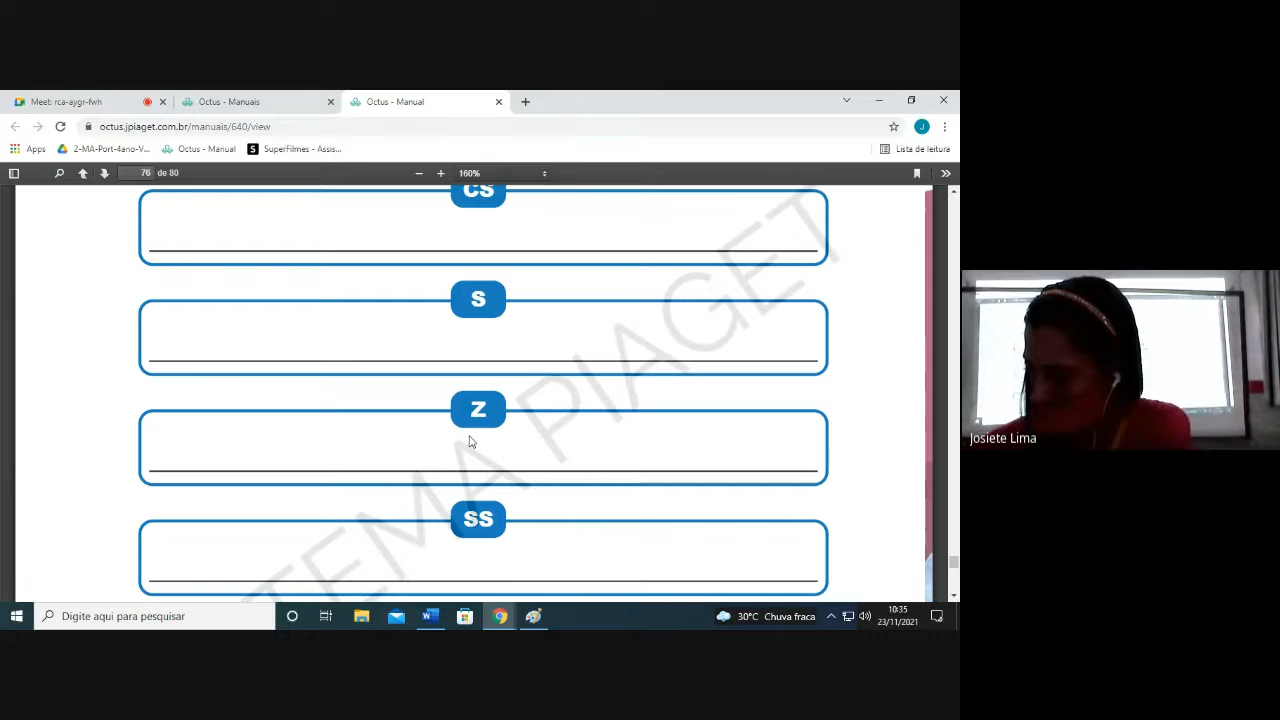 Meet: rca-aygr-fwh
Octus - Manuais
Octus - Manual
octus.jpiaget.com.br/manuais/640/view
Apps
2-MA-Port-4ano-V...
Octus - Manual
SuperFilmes - Assis...
Lista de leitura
76 de 80
160%
CS
S
Z
SS
TEMA PIAGET
Josiete Lima
Digite aqui para pesquisar
30°C Chuva fraca
10:35
23/11/2021